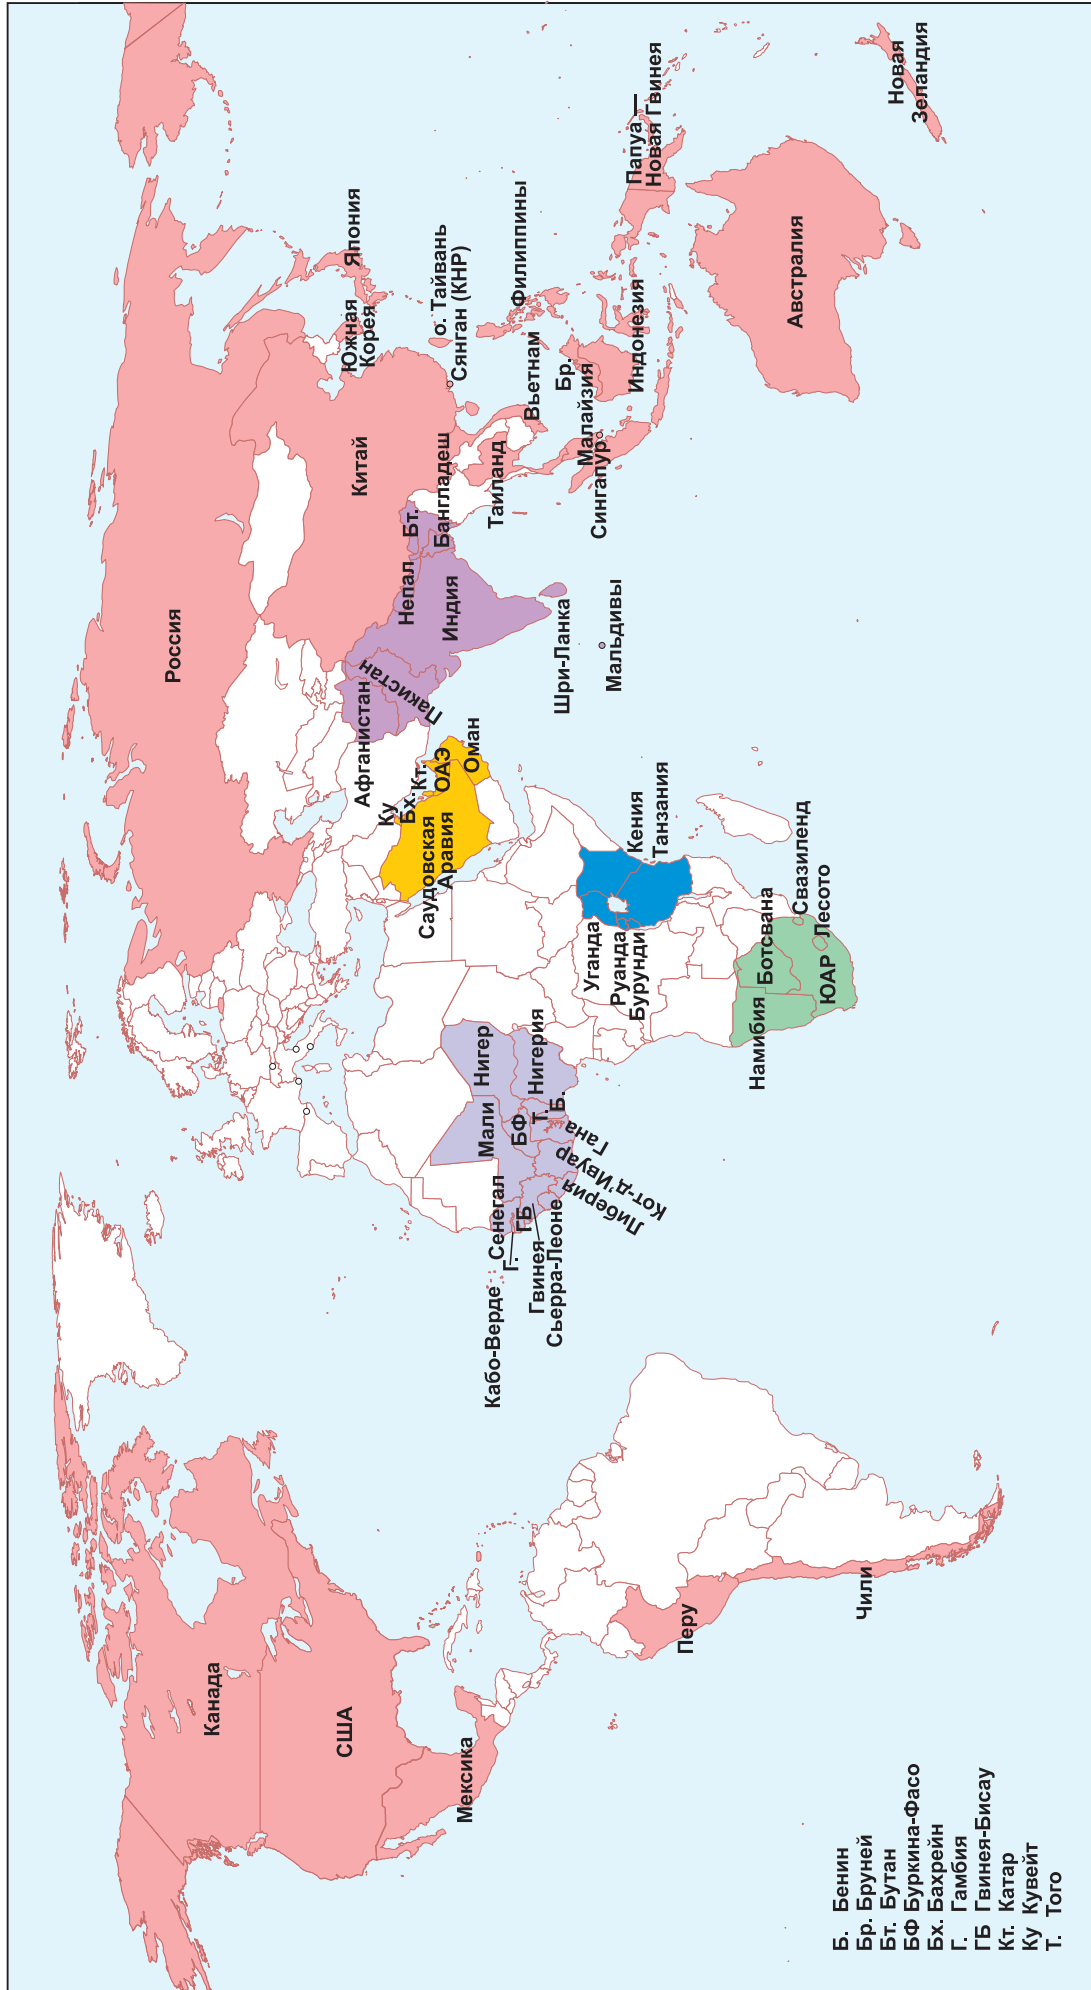 Россия
Канада
США
Мексика
Перу
Чили
Китай
Южная
Корея
Япония
о. Тайвань
Сянган (КНР)
Филиппины
Вьетнам
Бр.
Малайзия
Сингапур
Индонезия
Таиланд
Папуа
Новая Гвинея
Австралия
Новая
Зеландия
Афганистан
Пакистан
Непал
Бт.
Бангладеш
Индия
Шри-Ланка
Мальдивы
Ку
Бх.
Кт.
ОАЭ
Оман
Саудовская
Аравия
Уганда
Руанда
Бурунди
Кения
Танзания
Намибия
Ботсвана
ЮАР
Свазиленд
Лесото
Кабо-Верде
Сенегал
Г.
ГБ
Гвинея
Сьерра-Леоне
Либерия
Кот-д'Ивуар
Гана
Мали
БФ
Нигер
Нигерия
Т.
Б.
Б. Бенин
Бр. Бруней
Бт. Бутан
БФ Буркина-Фасо
Бх. Бахрейн
Г. Гамбия
ГБ Гвинея-Бисау
Кт. Катар
Ку Кувейт
Т. Того